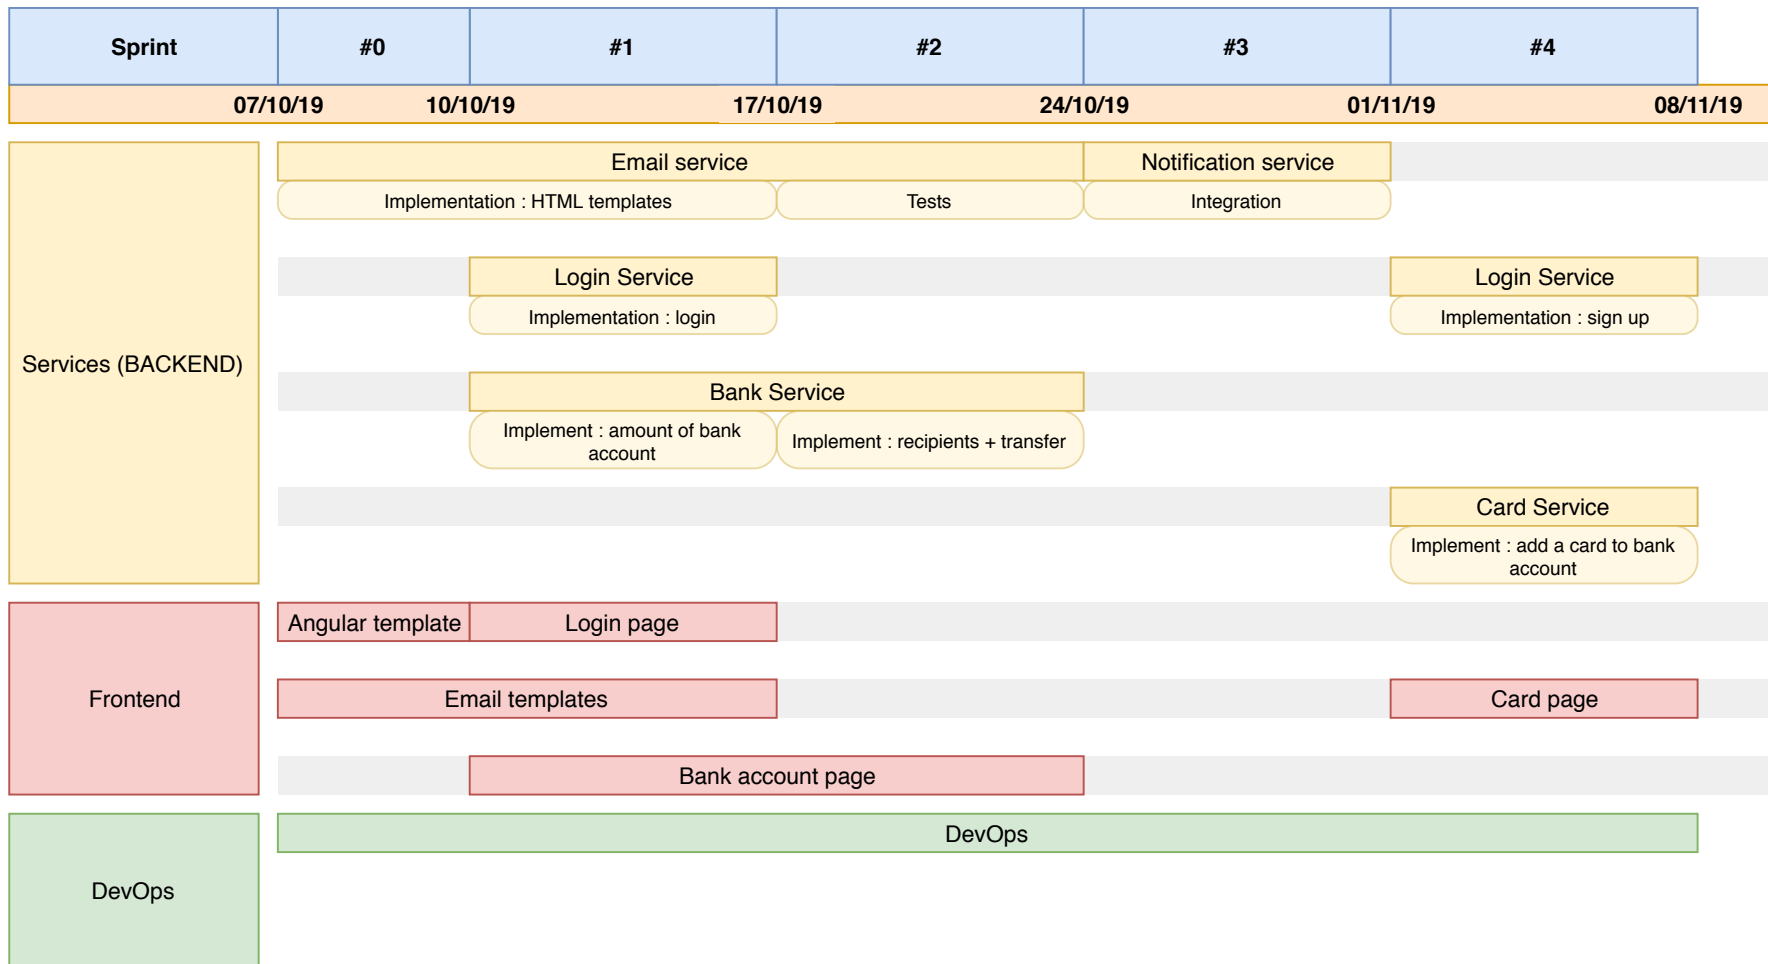 Sprint #0 #1 #2 #3 #4
07/10/19 10/10/19 17/10/19 24/10/19 01/11/19 08/11/19
Services (BACKEND)
Email service Notification service
Implementation : HTML templates Tests Integration
Login Service Login Service
Implementation : login Implementation : sign up
Bank Service
Implement : amount of bank
account
Implement : recipients + transfer
Card Service
Implement : add a card to bank
account
Frontend
Angular template Login page
Email templates Card page
Bank account page
DevOps
DevOps